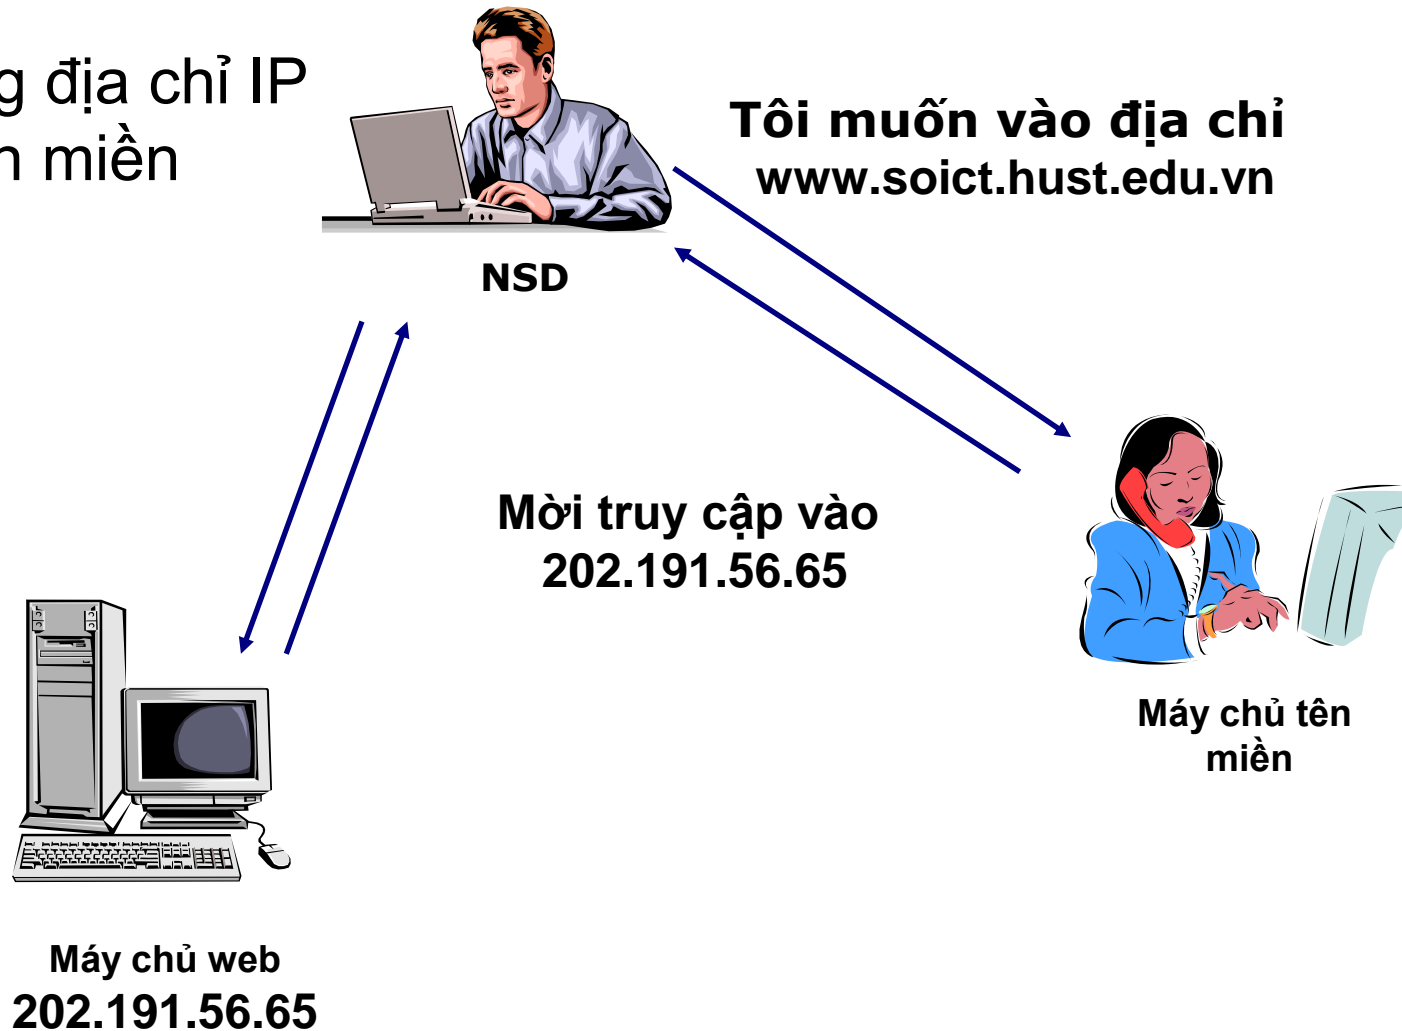 g địa chỉ IP
n miền
Tôi muốn vào địa chỉ
www.soict.hust.edu.vn
NSD
Mời truy cập vào
202.191.56.65
Máy chủ tên
miền
Máy chủ web
202.191.56.65